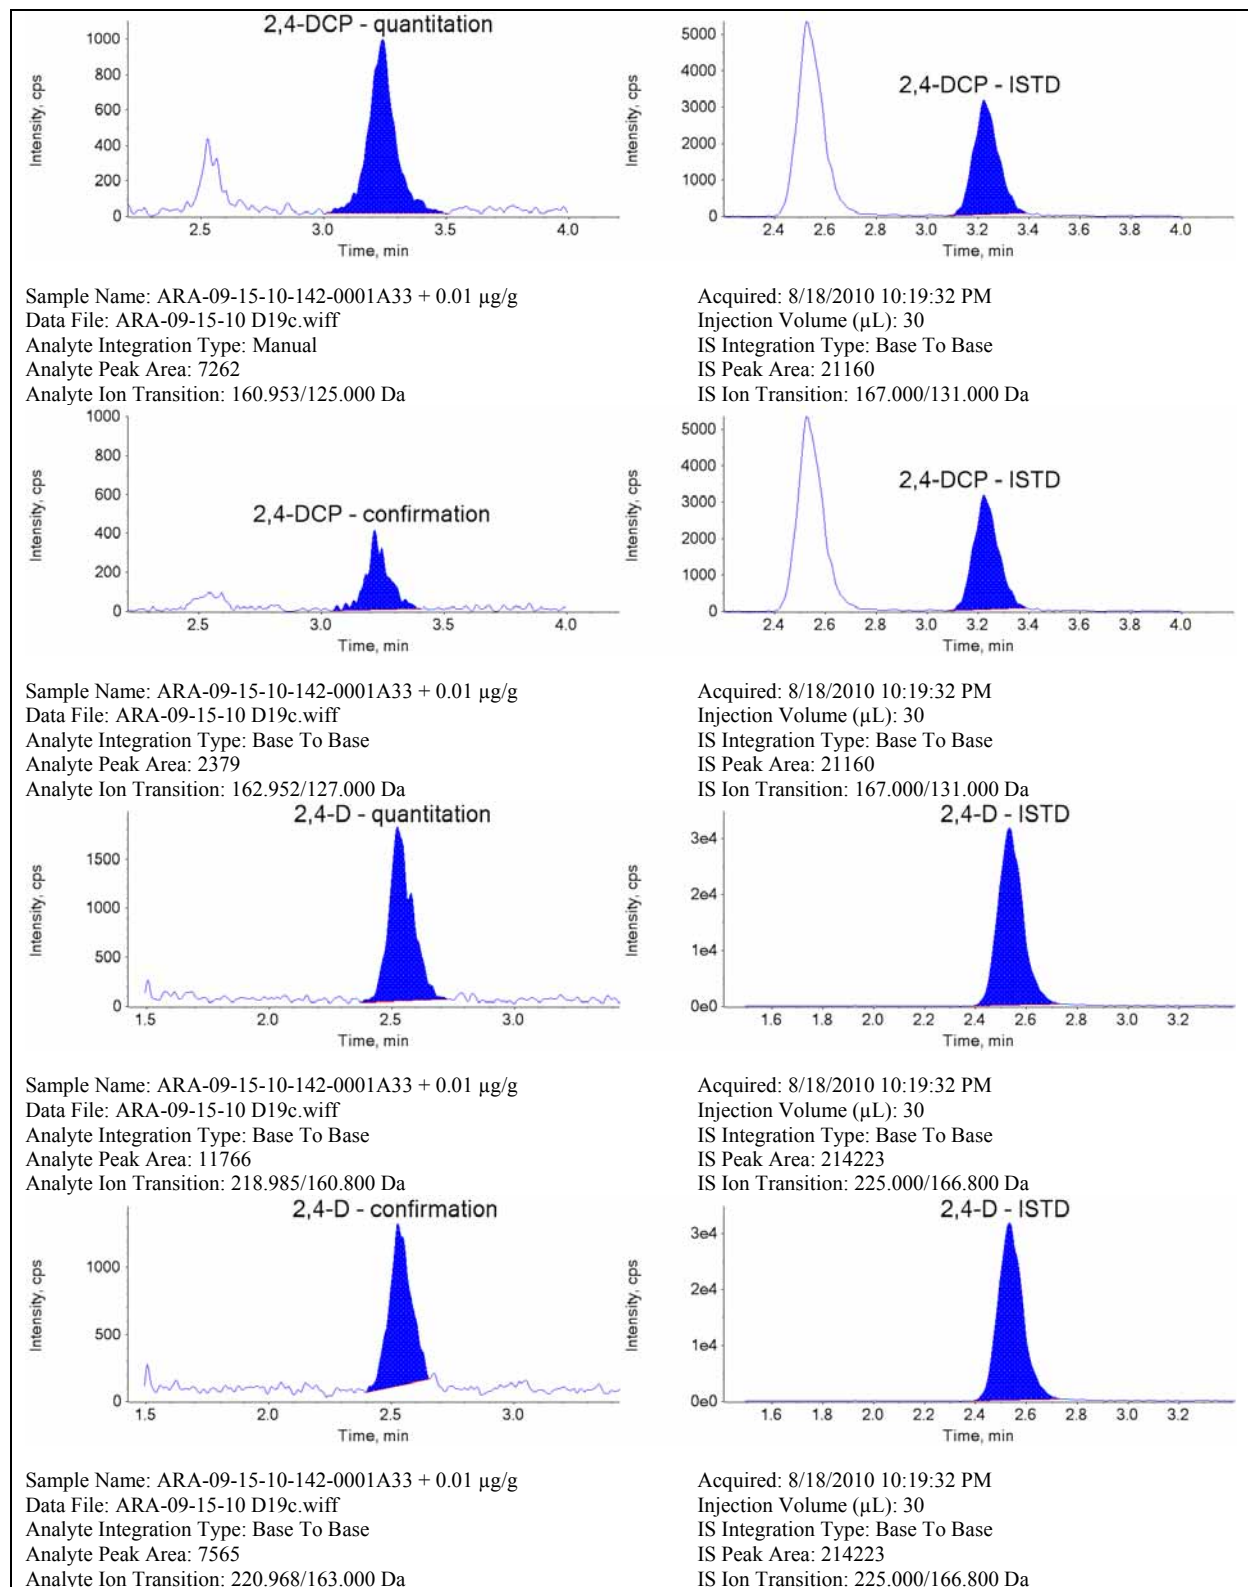 2,4-DCP - quantitation
Intensity, cps
1000
800
600
400
200
0
2.5
3.0
3.5
4.0
Time, min
2,4-DCP - ISTD
Intensity, cps
5000
4000
3000
2000
1000
0
2.4
2.6
2.8
3.0
3.2
3.4
3.6
3.8
4.0
Time, min
Sample Name: ARA-09-15-10-142-0001A33 + 0.01 µg/g
Data File: ARA-09-15-10 D19c.wiff
Analyte Integration Type: Manual
Analyte Peak Area: 7262
Analyte Ion Transition: 160.953/125.000 Da
Acquired: 8/18/2010 10:19:32 PM
Injection Volume (µL): 30
IS Integration Type: Base To Base
IS Peak Area: 21160
IS Ion Transition: 167.000/131.000 Da
2,4-DCP - confirmation
Intensity, cps
1000
800
600
400
200
0
2.5
3.0
3.5
4.0
Time, min
2,4-DCP - ISTD
Intensity, cps
5000
4000
3000
2000
1000
0
2.4
2.6
2.8
3.0
3.2
3.4
3.6
3.8
4.0
Time, min
Sample Name: ARA-09-15-10-142-0001A33 + 0.01 µg/g
Data File: ARA-09-15-10 D19c.wiff
Analyte Integration Type: Base To Base
Analyte Peak Area: 2379
Analyte Ion Transition: 162.952/127.000 Da
Acquired: 8/18/2010 10:19:32 PM
Injection Volume (µL): 30
IS Integration Type: Base To Base
IS Peak Area: 21160
IS Ion Transition: 167.000/131.000 Da
2,4-D - quantitation
Intensity, cps
1500
1000
500
0
1.5
2.0
2.5
3.0
Time, min
2,4-D - ISTD
Intensity, cps
3e4
2e4
1e4
0e0
1.6
1.8
2.0
2.2
2.4
2.6
2.8
3.0
3.2
Time, min
Sample Name: ARA-09-15-10-142-0001A33 + 0.01 µg/g
Data File: ARA-09-15-10 D19c.wiff
Analyte Integration Type: Base To Base
Analyte Peak Area: 11766
Analyte Ion Transition: 218.985/160.800 Da
Acquired: 8/18/2010 10:19:32 PM
Injection Volume (µL): 30
IS Integration Type: Base To Base
IS Peak Area: 214223
IS Ion Transition: 225.000/166.800 Da
2,4-D - confirmation
Intensity, cps
1000
500
0
1.5
2.0
2.5
3.0
Time, min
2,4-D - ISTD
Intensity, cps
3e4
2e4
1e4
0e0
1.6
1.8
2.0
2.2
2.4
2.6
2.8
3.0
3.2
Time, min
Sample Name: ARA-09-15-10-142-0001A33 + 0.01 µg/g
Data File: ARA-09-15-10 D19c.wiff
Analyte Integration Type: Base To Base
Analyte Peak Area: 7565
Analyte Ion Transition: 220.968/163.000 Da
Acquired: 8/18/2010 10:19:32 PM
Injection Volume (µL): 30
IS Integration Type: Base To Base
IS Peak Area: 214223
IS Ion Transition: 225.000/166.800 Da